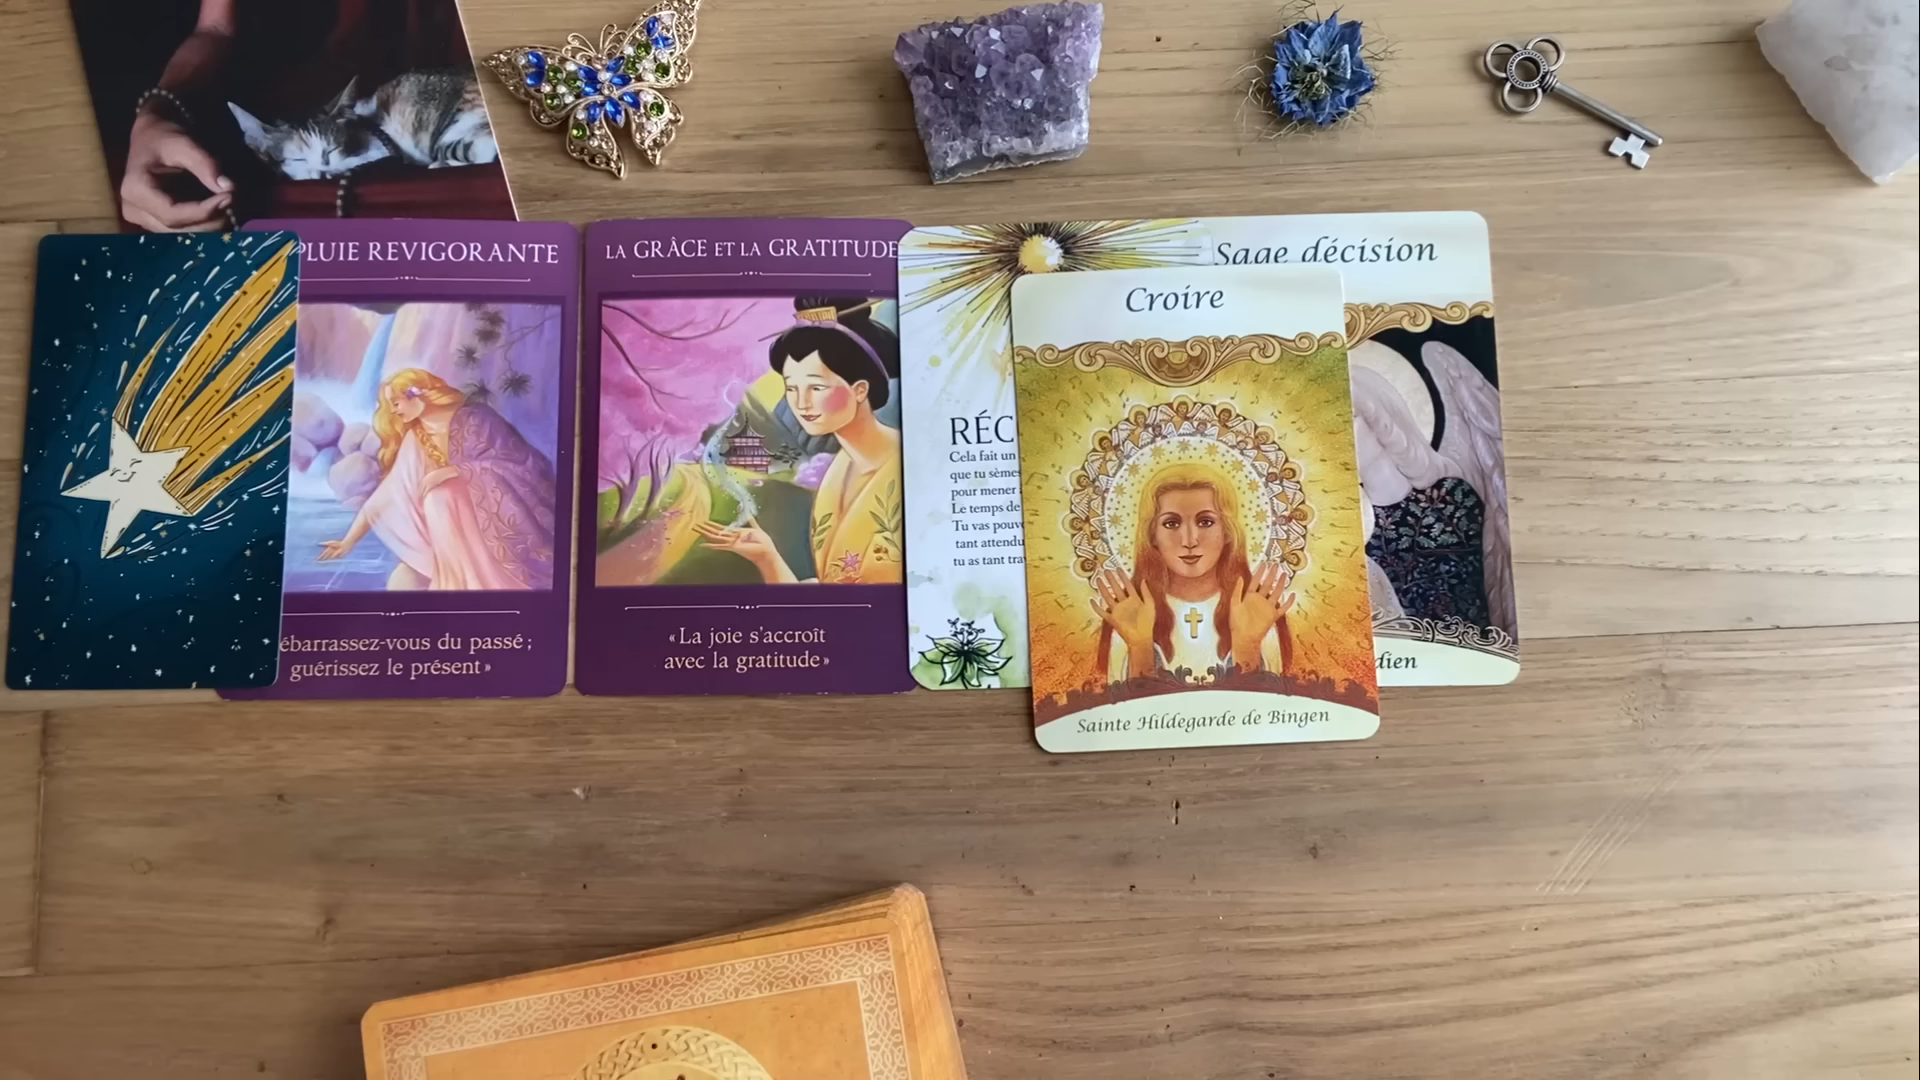 PLUIE REVIGORANTE
ébarrassez-vous du passé ;
guérissez le présent »
LA GRÂCE ET LA GRATITUDE
« La joie s'accroît
avec la gratitude »
RÉC
Cela fait un
que tu sèmes
pour mener
Le temps de
Tu vas pouv
tant attendu
tu as tant tra
Croire
Sainte Hildegarde de Bingen
Sage décision
dien